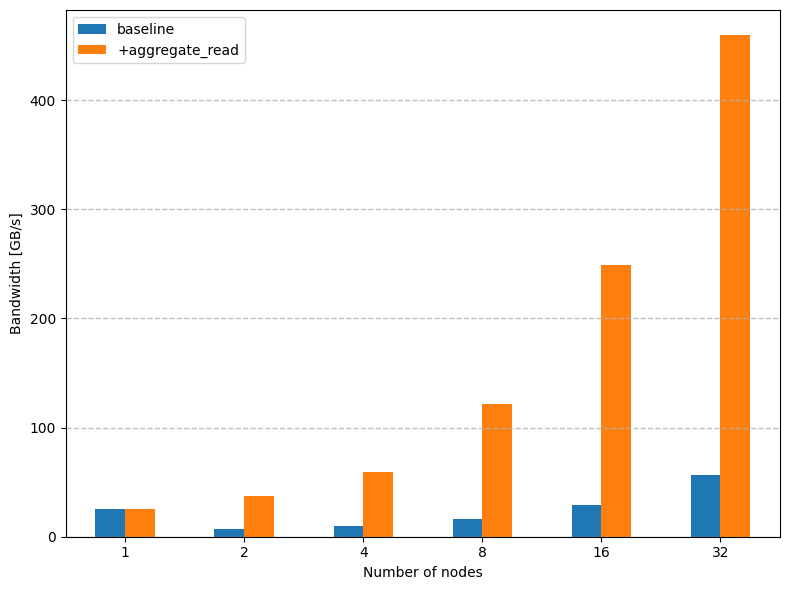 baseline
+aggregate_read
400
300
200
100
0
Bandwidth [GB/s]
1 2 4 8 16 32
Number of nodes